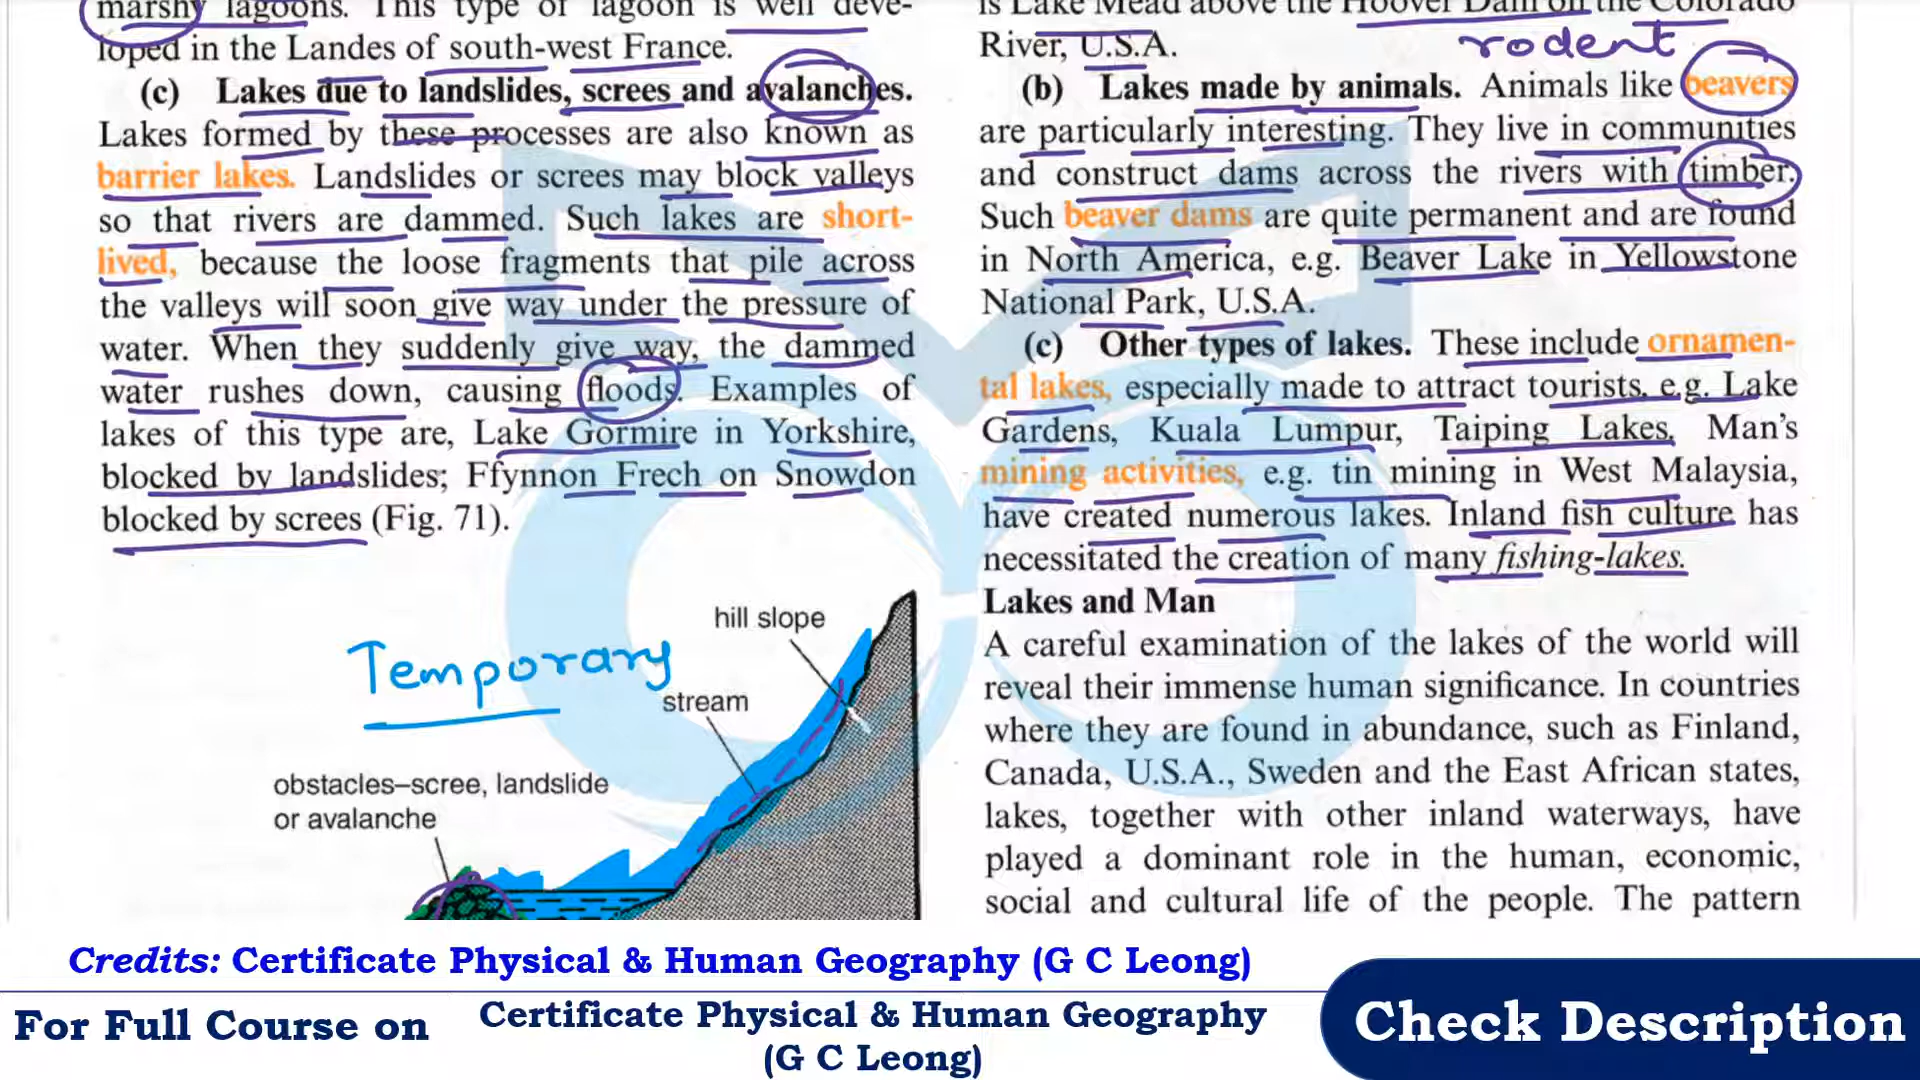 marshy lagoons. This type of lagoon is well deve-
loped in the Landes of south-west France.
(c) Lakes due to landslides, screes and avalanches.
Lakes formed by these processes are also known as
barrier lakes. Landslides or screes may block valleys
so that rivers are dammed. Such lakes are short-
lived, because the loose fragments that pile across
the valleys will soon give way under the pressure of
water. When they suddenly give way, the dammed
water rushes down, causing floods. Examples of
lakes of this type are, Lake Gormire in Yorkshire,
blocked by landslides; Ffynnon Frech on Snowdon
blocked by screes (Fig. 71).
hill slope
Temporary
stream
obstacles–scree, landslide
or avalanche
is Lake Mead above the Hoover Dam on the Colorado
River, U.S.A.
rodent
(b) Lakes made by animals. Animals like beavers
are particularly interesting. They live in communities
and construct dams across the rivers with timber.
Such beaver dams are quite permanent and are found
in North America, e.g. Beaver Lake in Yellowstone
National Park, U.S.A.
(c) Other types of lakes. These include ornamen-
tal lakes, especially made to attract tourists, e.g. Lake
Gardens, Kuala Lumpur, Taiping Lakes. Man's
mining activities, e.g. tin mining in West Malaysia,
have created numerous lakes. Inland fish culture has
necessitated the creation of many fishing-lakes.
Lakes and Man
A careful examination of the lakes of the world will
reveal their immense human significance. In countries
where they are found in abundance, such as Finland,
Canada, U.S.A., Sweden and the East African states,
lakes, together with other inland waterways, have
played a dominant role in the human, economic,
social and cultural life of the people. The pattern
Credits: Certificate Physical & Human Geography (G C Leong)
For Full Course on
Certificate Physical & Human Geography
(G C Leong)
Check Description